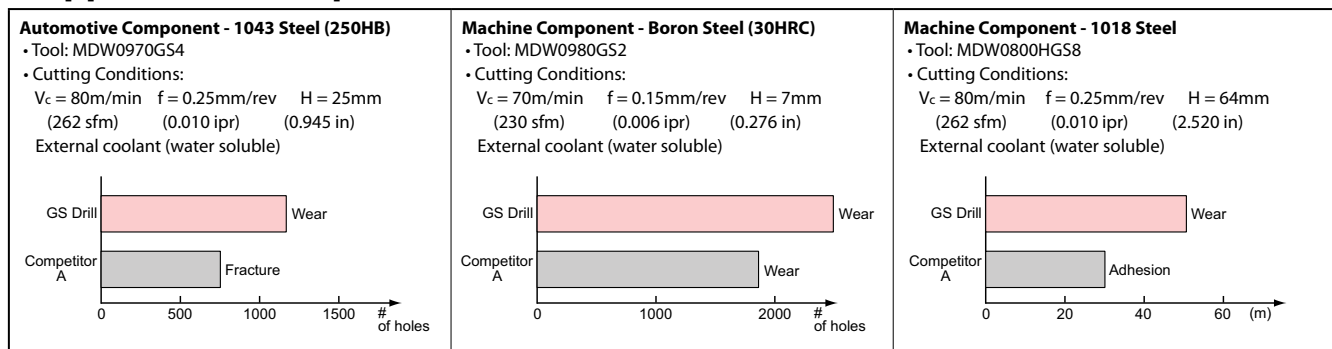 Automotive Component - 1043 Steel (250HB)
• Tool: MDW0970GS4
• Cutting Conditions:
Vc = 80m/min f = 0.25mm/rev H = 25mm
(262 sfm) (0.010 ipr) (0.945 in)
External coolant (water soluble)
GS Drill
Wear
Competitor
A
Fracture
0 500 1000 1500 #
of holes
Machine Component - Boron Steel (30HRC)
• Tool: MDW0980GS2
• Cutting Conditions:
Vc = 70m/min f = 0.15mm/rev H = 7mm
(230 sfm) (0.006 ipr) (0.276 in)
External coolant (water soluble)
GS Drill
Wear
Competitor
A
Wear
0 1000 2000 #
of holes
Machine Component - 1018 Steel
• Tool: MDW0800HGS8
• Cutting Conditions:
Vc = 80m/min f = 0.25mm/rev H = 64mm
(262 sfm) (0.010 ipr) (2.520 in)
External coolant (water soluble)
GS Drill
Wear
Competitor
A
Adhesion
0 20 40 60 (m)